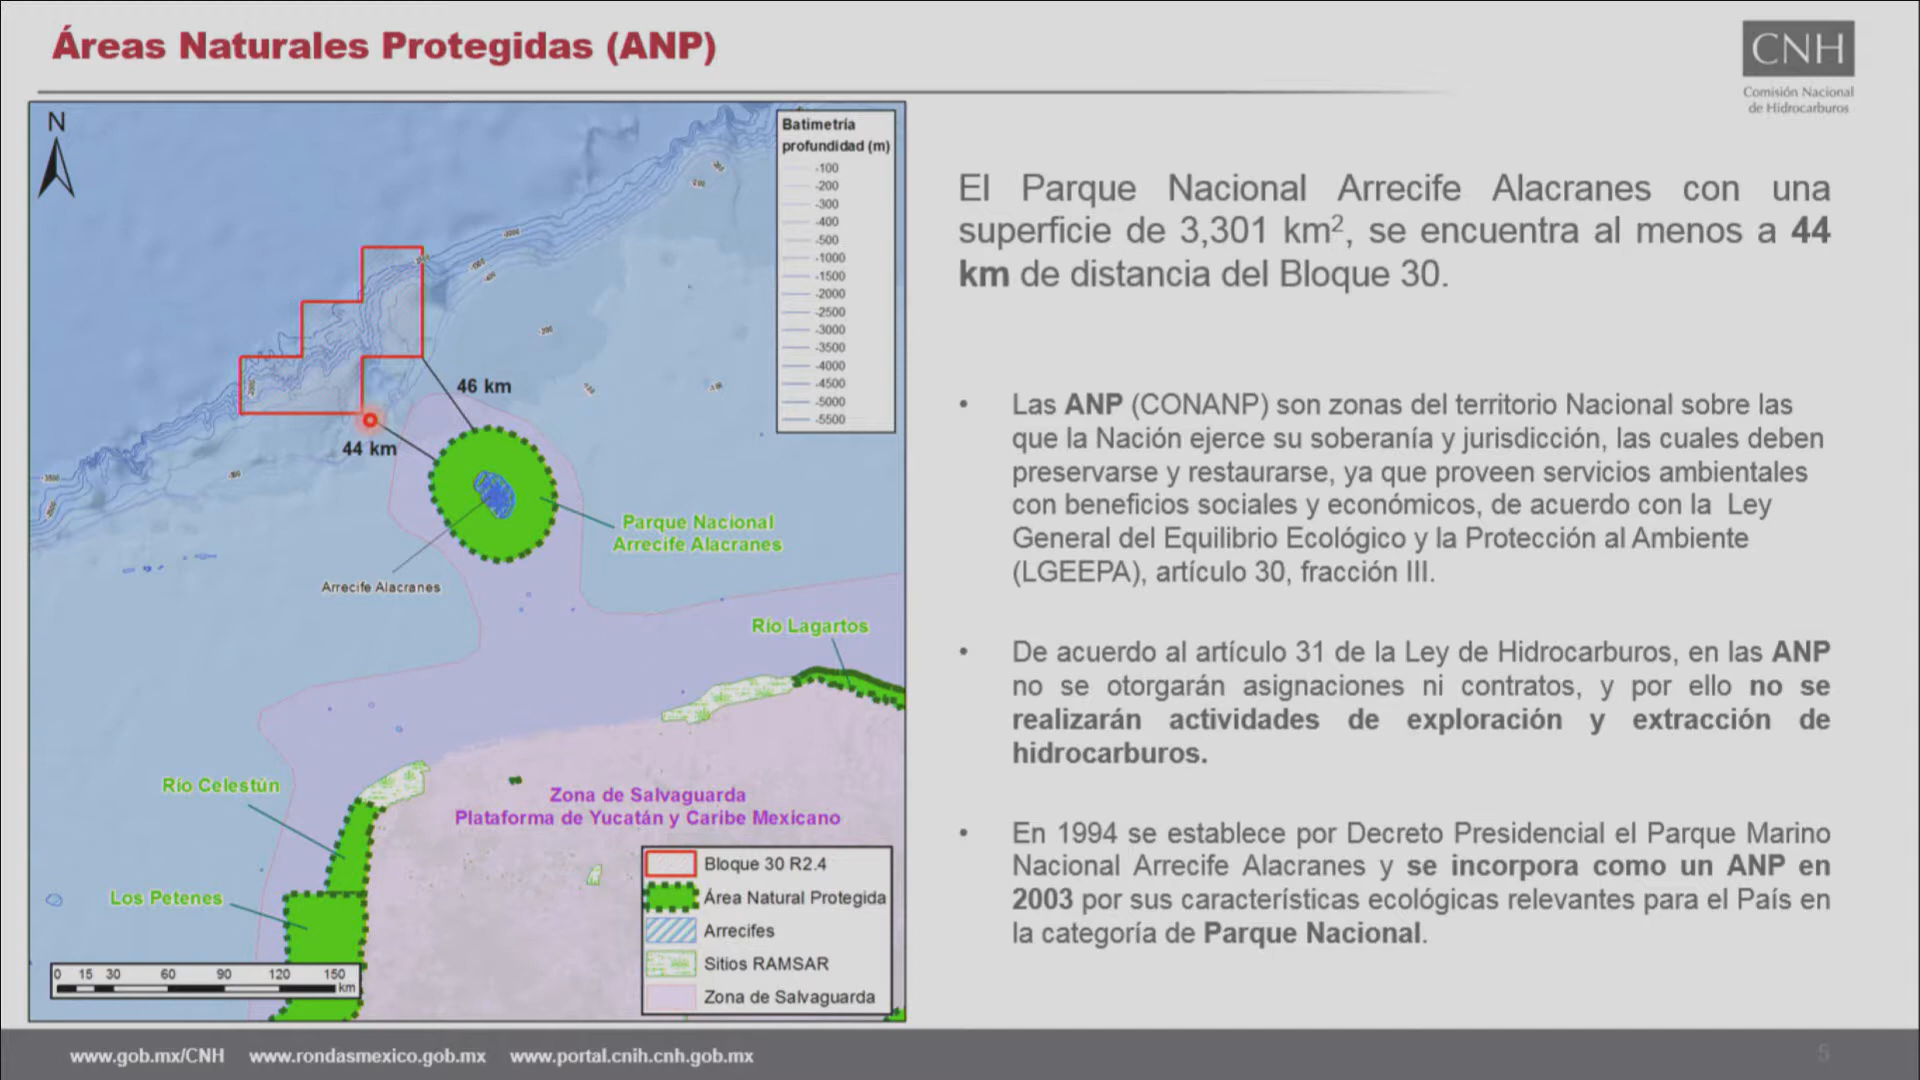 Áreas Naturales Protegidas (ANP)
CNH
Comisión Nacional
de Hidrocarburos
N
Batimetría
profundidad (m)
-100
-200
-300
-400
-500
-1000
-1500
-2000
-2500
-3000
-3500
-4000
-4500
-5000
-5500
46 km
44 km
Parque Nacional
Arrecife Alacranes
Arrecife Alacranes
Río Lagartos
Río Celestún
Zona de Salvaguarda
Plataforma de Yucatán y Caribe Mexicano
Los Petenes
Bloque 30 R2.4
Área Natural Protegida
Arrecifes
Sitios RAMSAR
Zona de Salvaguarda
0 15 30 60 90 120 150
km
El Parque Nacional Arrecife Alacranes con una
superficie de 3,301 km², se encuentra al menos a 44
km de distancia del Bloque 30.
• Las ANP (CONANP) son zonas del territorio Nacional sobre las
que la Nación ejerce su soberanía y jurisdicción, las cuales deben
preservarse y restaurarse, ya que proveen servicios ambientales
con beneficios sociales y económicos, de acuerdo con la Ley
General del Equilibrio Ecológico y la Protección al Ambiente
(LGEEPA), artículo 30, fracción III.
• De acuerdo al artículo 31 de la Ley de Hidrocarburos, en las ANP
no se otorgarán asignaciones ni contratos, y por ello no se
realizarán actividades de exploración y extracción de
hidrocarburos.
• En 1994 se establece por Decreto Presidencial el Parque Marino
Nacional Arrecife Alacranes y se incorpora como un ANP en
2003 por sus características ecológicas relevantes para el País en
la categoría de Parque Nacional.
www.gob.mx/CNH www.rondasmexico.gob.mx www.portal.cnih.cnh.gob.mx
5